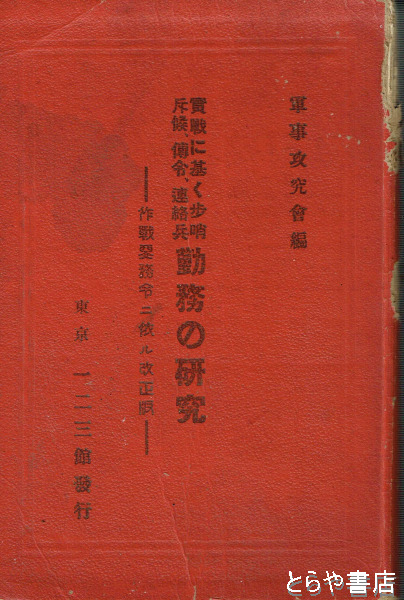 軍事攻究會編
實戰に基く步哨
斥候、傳令、連絡兵
勤務の研究
作戰要務令ニ依ル改正版
東京 一二三館發行
とらや書店